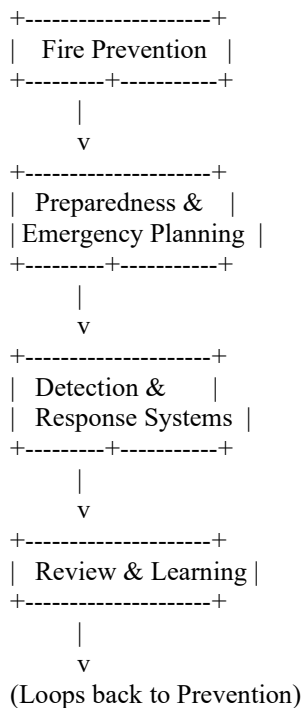 +---------------------+
| Fire Prevention |
+---------+-----------+
|
v
+---------------------+
| Preparedness & |
| Emergency Planning |
+---------+-----------+
|
v
+---------------------+
| Detection & |
| Response Systems |
+---------+-----------+
|
v
+---------------------+
| Review & Learning |
+---------------------+
|
v
(Loops back to Prevention)